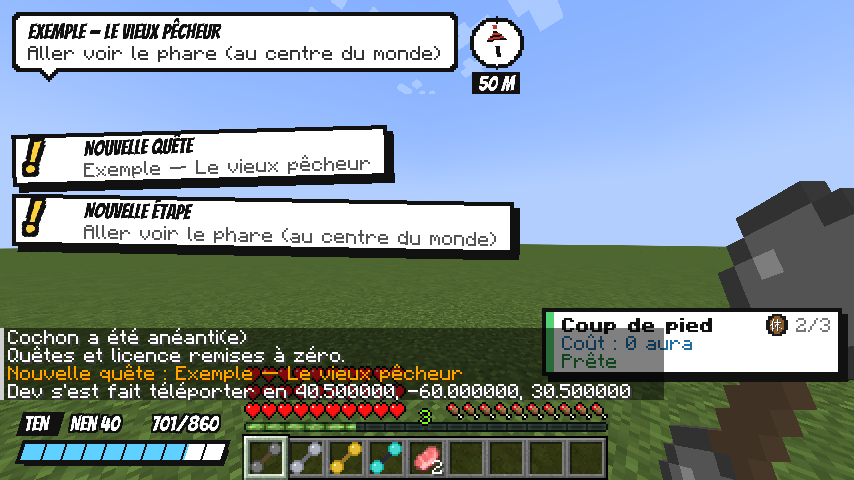 EXEMPLE – LE VIEUX PÊCHEUR
Aller voir le phare (au centre du monde)
50 M
NOUVELLE QUÊTE
Exemple — Le vieux pêcheur
NOUVELLE ÉTAPE
Aller voir le phare (au centre du monde)
Coup de pied
休 2/3
Coût : 0 aura
Prête
Cochon a été anéanti(e)
Quêtes et licence remises à zéro.
Nouvelle quête : Exemple — Le vieux pêcheur
Dev s'est fait téléporter en 40.500000, -60.000000, 30.500000
TEN NEN 40 701/860
3
2